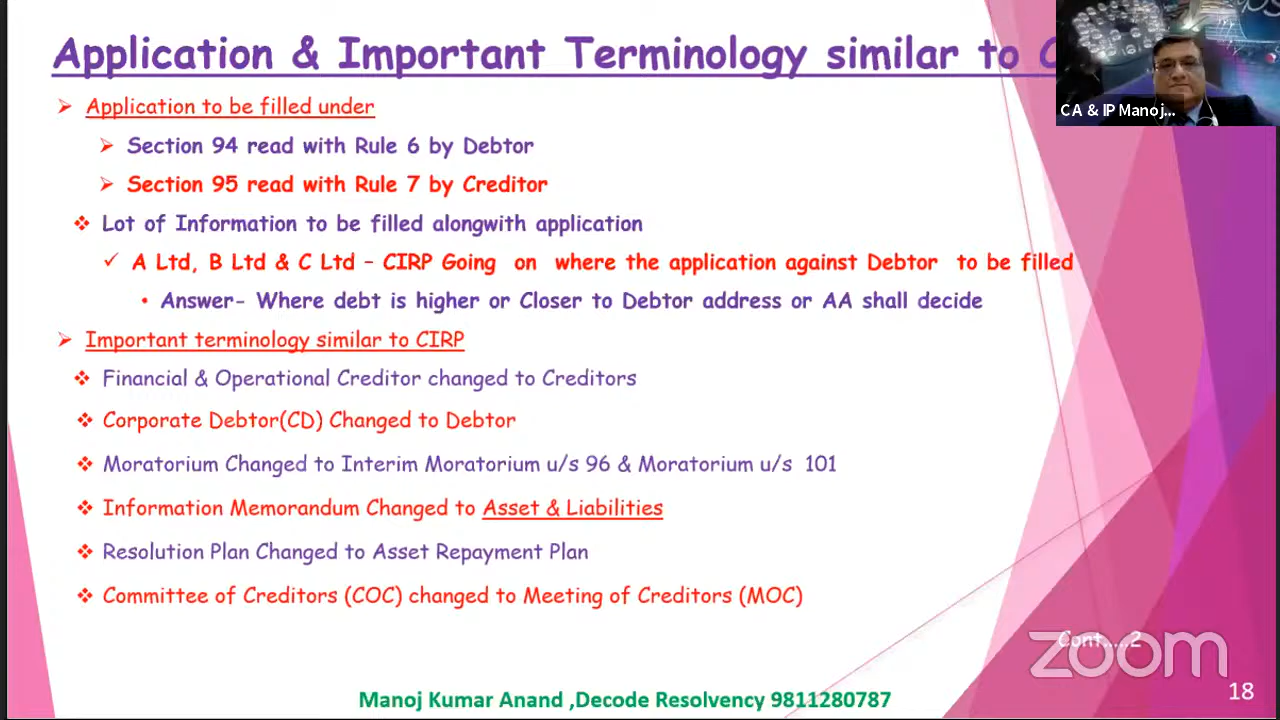 Application & Important Terminology similar to C
CA & IP Manoj...
➢ Application to be filled under
➢ Section 94 read with Rule 6 by Debtor
➢ Section 95 read with Rule 7 by Creditor
❖ Lot of Information to be filled alongwith application
✓ A Ltd, B Ltd & C Ltd – CIRP Going on where the application against Debtor to be filled
• Answer- Where debt is higher or Closer to Debtor address or AA shall decide
➢ Important terminology similar to CIRP
❖ Financial & Operational Creditor changed to Creditors
❖ Corporate Debtor(CD) Changed to Debtor
❖ Moratorium Changed to Interim Moratorium u/s 96 & Moratorium u/s 101
❖ Information Memorandum Changed to Asset & Liabilities
❖ Resolution Plan Changed to Asset Repayment Plan
❖ Committee of Creditors (COC) changed to Meeting of Creditors (MOC)
Cont.....2
zoom
Manoj Kumar Anand ,Decode Resolvency 9811280787
18